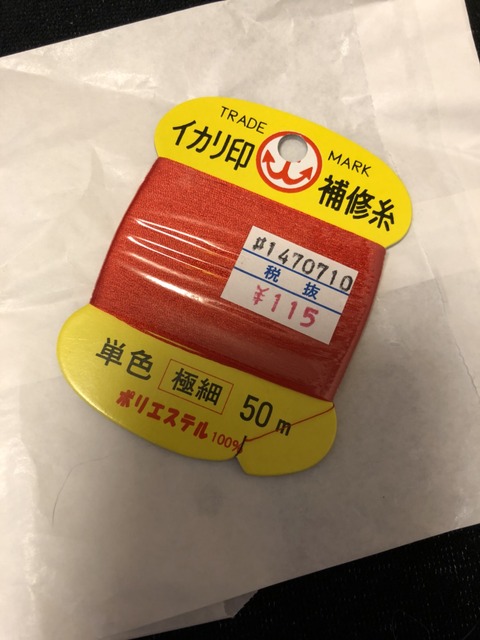 TRADE MARK
イカリ印 補修糸
#1470710
税抜
¥115
単色 極細 50m
ポリエステル100%